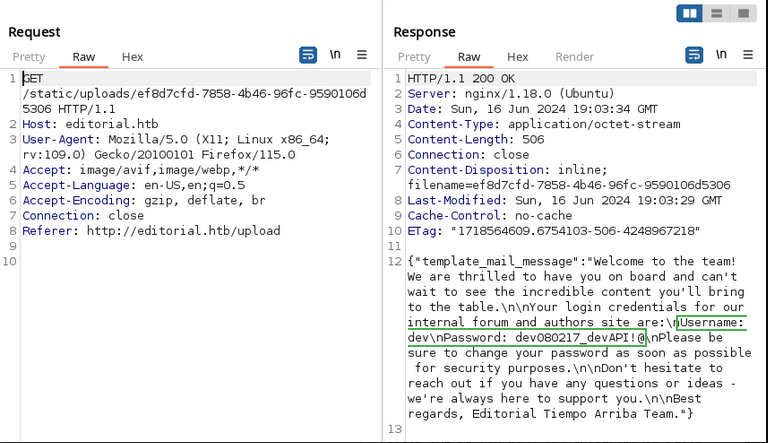 Request
Pretty Raw Hex
\n
1 GET
/static/uploads/ef8d7cfd-7858-4b46-96fc-9590106d
5306 HTTP/1.1
2 Host: editorial.htb
3 User-Agent: Mozilla/5.0 (X11; Linux x86_64;
rv:109.0) Gecko/20100101 Firefox/115.0
4 Accept: image/avif,image/webp,*/*
5 Accept-Language: en-US,en;q=0.5
6 Accept-Encoding: gzip, deflate, br
7 Connection: close
8 Referer: http://editorial.htb/upload
9
10
Response
Pretty Raw Hex Render
\n
1 HTTP/1.1 200 OK
2 Server: nginx/1.18.0 (Ubuntu)
3 Date: Sun, 16 Jun 2024 19:03:34 GMT
4 Content-Type: application/octet-stream
5 Content-Length: 506
6 Connection: close
7 Content-Disposition: inline;
filename=ef8d7cfd-7858-4b46-96fc-9590106d5306
8 Last-Modified: Sun, 16 Jun 2024 19:03:29 GMT
9 Cache-Control: no-cache
10 ETag: "1718564609.6754103-506-4248967218"
11
12 {"template_mail_message":"Welcome to the team!
We are thrilled to have you on board and can't
wait to see the incredible content you'll bring
to the table.\n\nYour login credentials for our
internal forum and authors site are:\nUsername:
dev\nPassword: dev080217_devAPI!@\nPlease be
sure to change your password as soon as possible
for security purposes.\n\nDon't hesitate to
reach out if you have any questions or ideas -
we're always here to support you.\n\nBest
regards, Editorial Tiempo Arriba Team."}
13